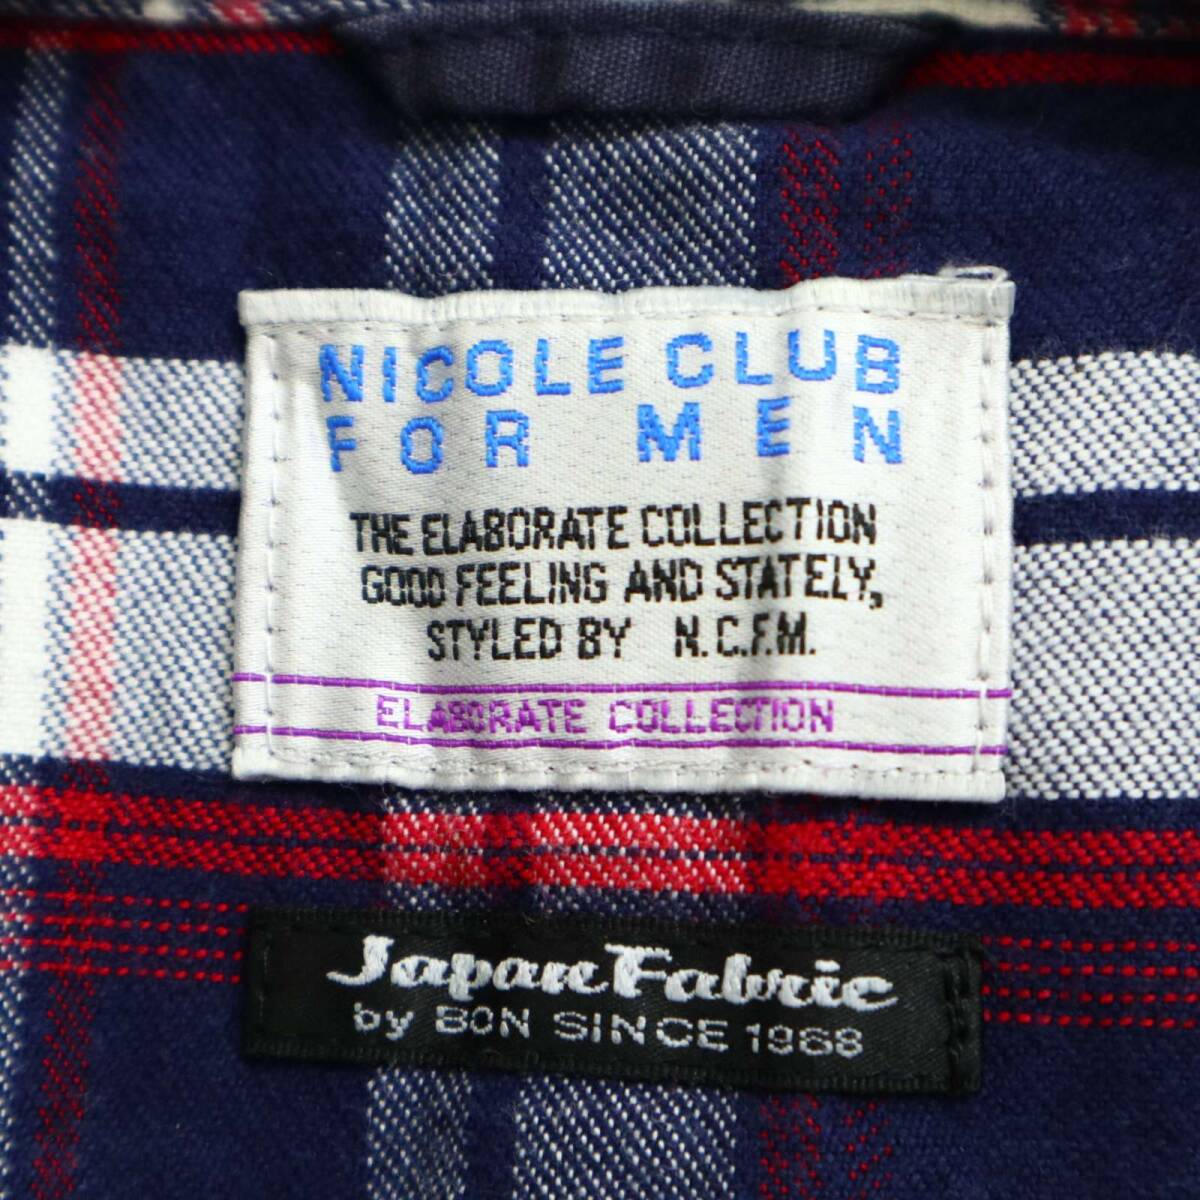 NICOLE CLUB
FOR MEN
THE ELABORATE COLLECTION
GOOD FEELING AND STATELY,
STYLED BY N.C.F.M.
ELABORATE COLLECTION
Japan Fabric
by BON SINCE 1968